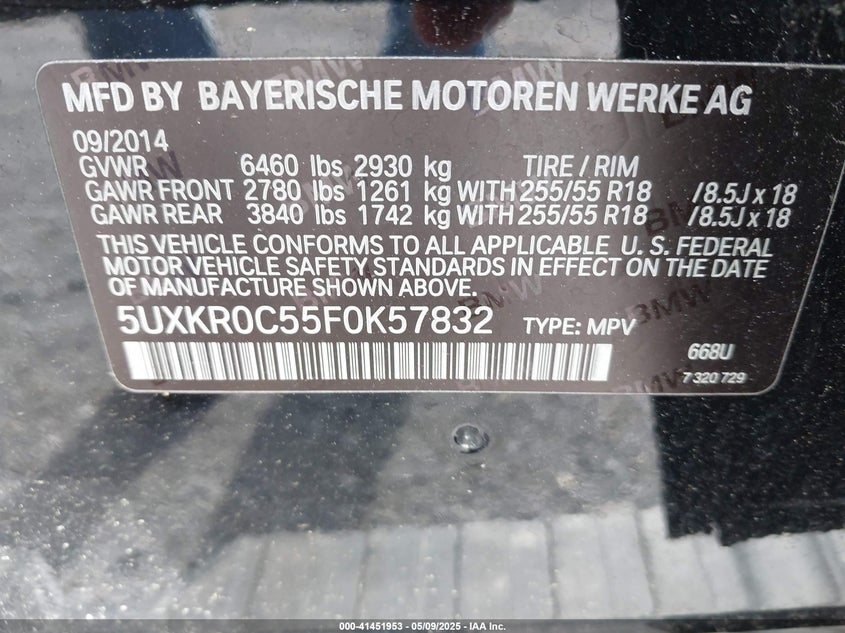 MFD BY BAYERISCHE MOTOREN WERKE AG
09/2014
GVWR 6460 lbs 2930 kg TIRE / RIM
GAWR FRONT 2780 lbs 1261 kg WITH 255/55 R18 /8.5J x 18
GAWR REAR 3840 lbs 1742 kg WITH 255/55 R18 /8.5J x 18
THIS VEHICLE CONFORMS TO ALL APPLICABLE U. S. FEDERAL
MOTOR VEHICLE SAFETY STANDARDS IN EFFECT ON THE DATE
OF MANUFACTURE SHOWN ABOVE.
5UXKR0C55F0K57832 TYPE: MPV
668U
7 320 729
000-41451953 - 05/09/2025 - IAA Inc.